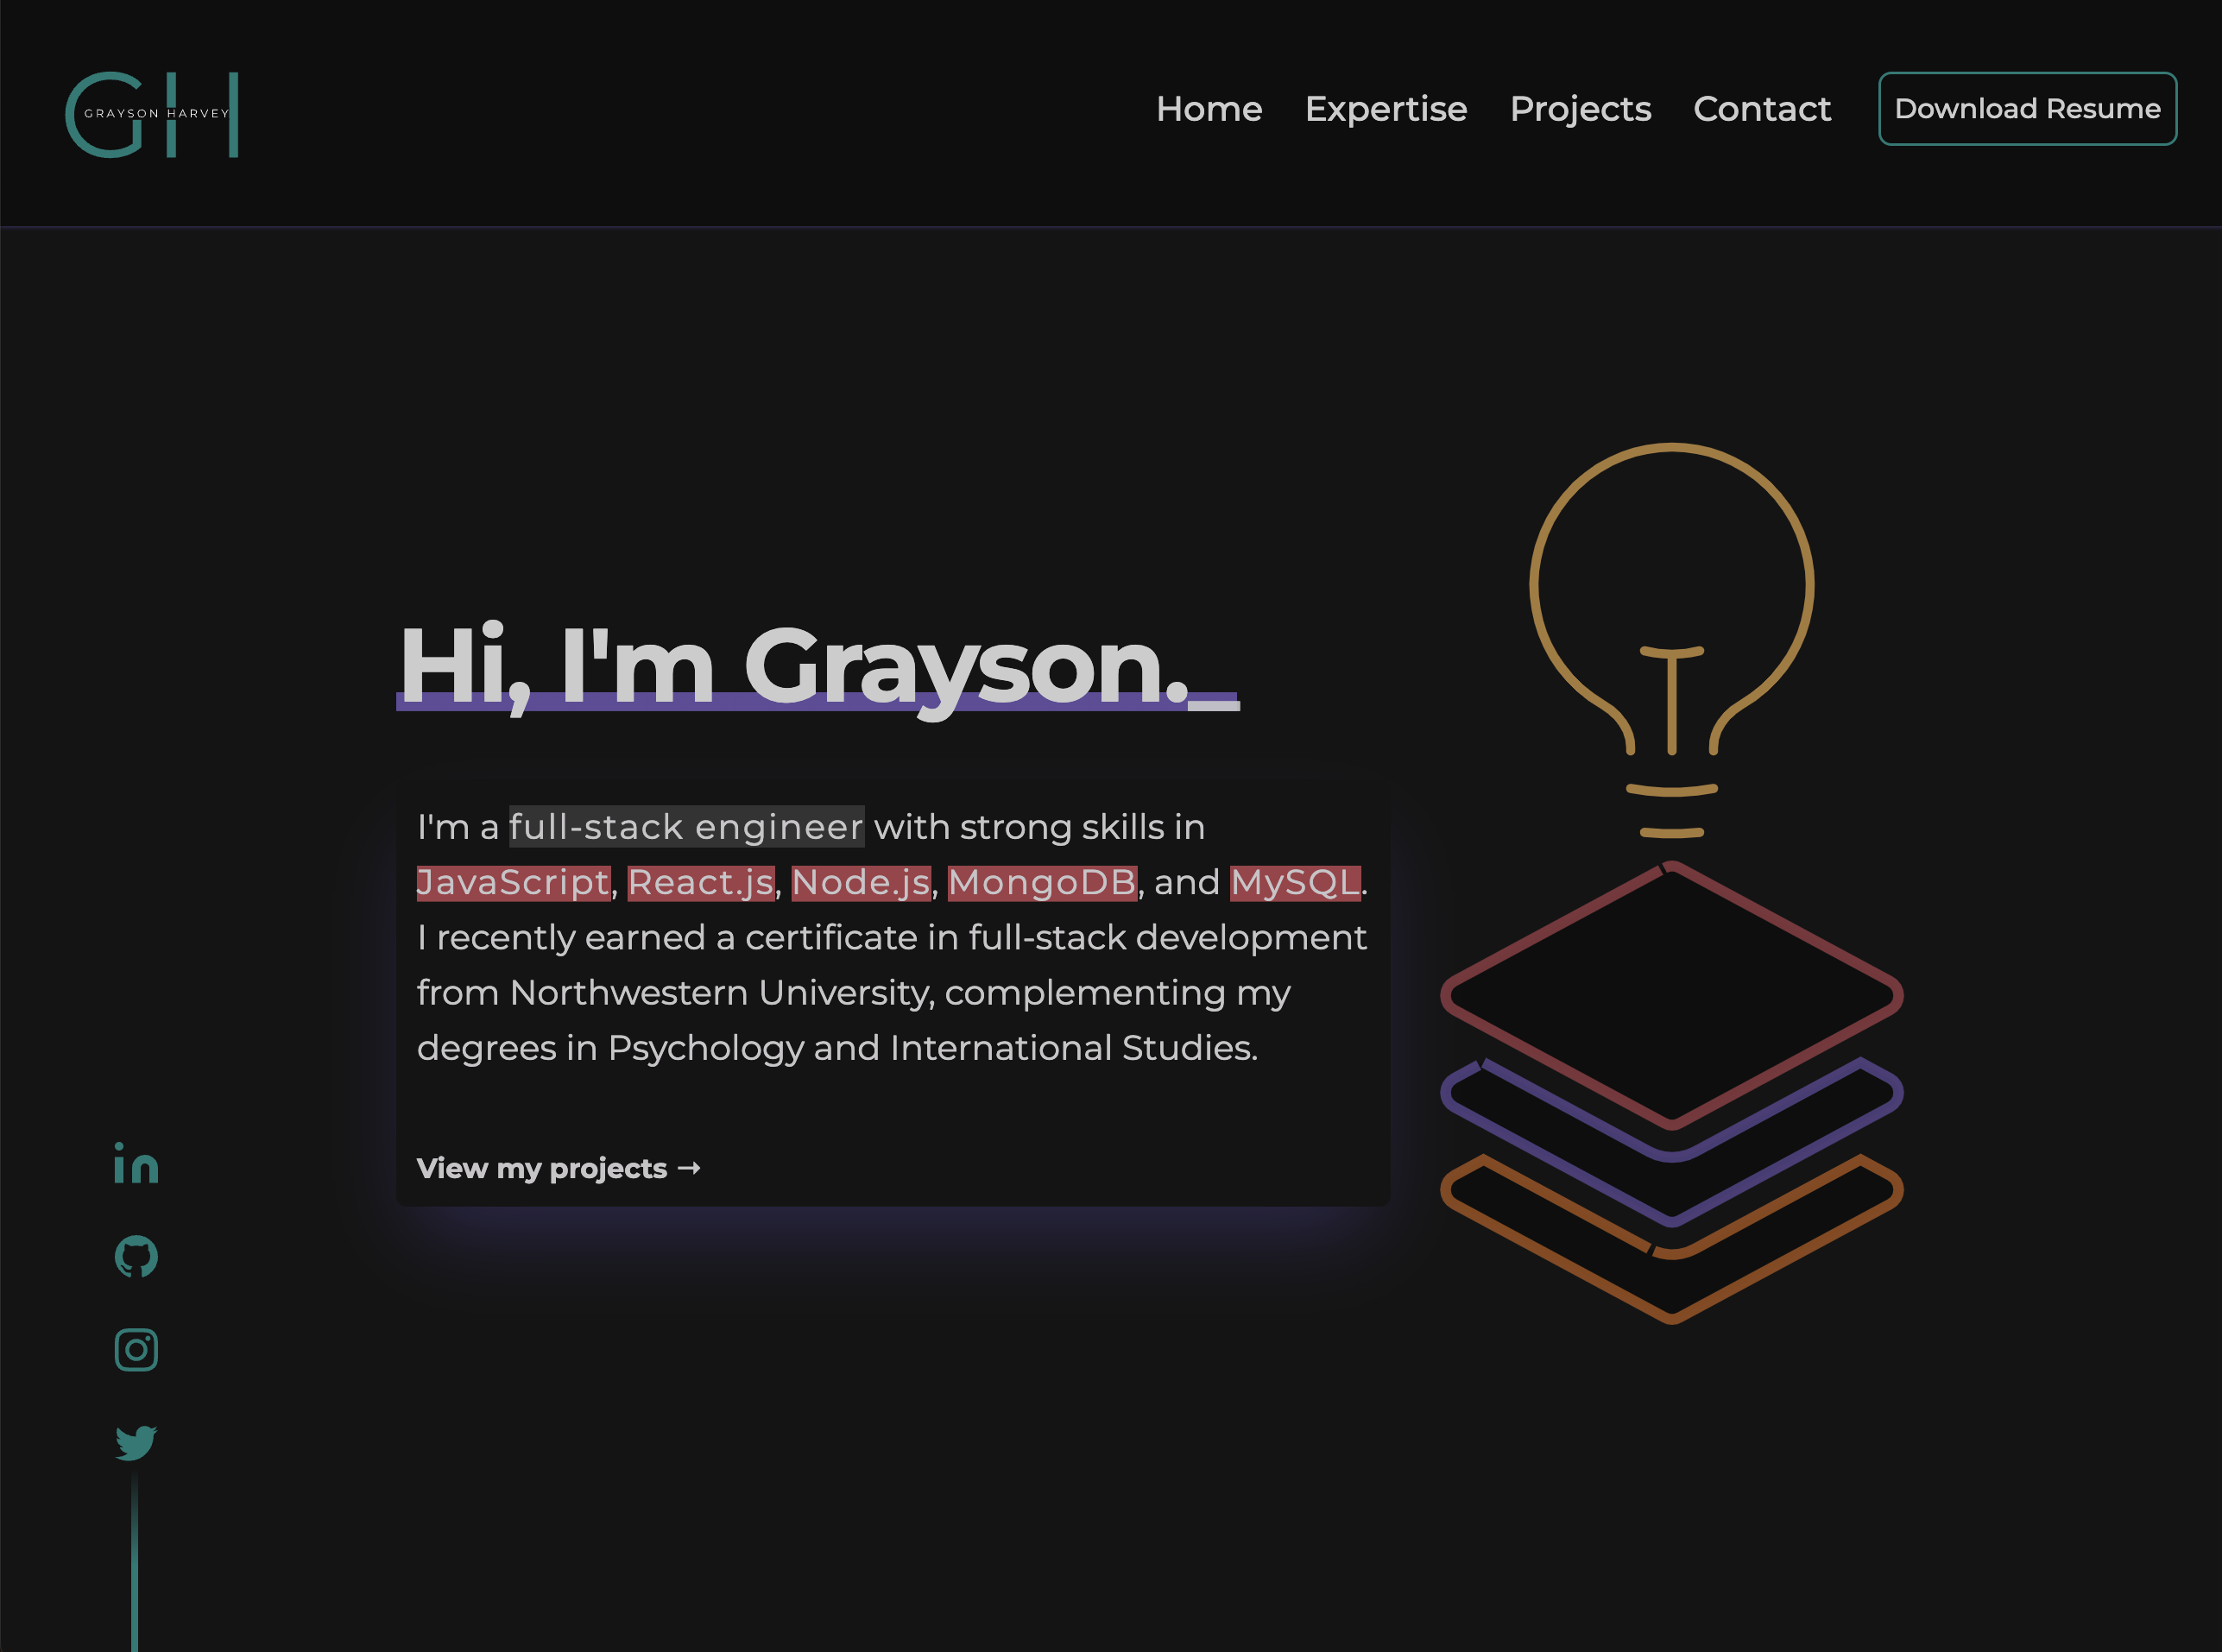 GRAYSON HARVEY
GH
Home Expertise Projects Contact Download Resume
Hi, I'm Grayson._
I'm a full-stack engineer with strong skills in
JavaScript, React.js, Node.js, MongoDB, and MySQL.
I recently earned a certificate in full-stack development
from Northwestern University, complementing my
degrees in Psychology and International Studies.
View my projects →
in